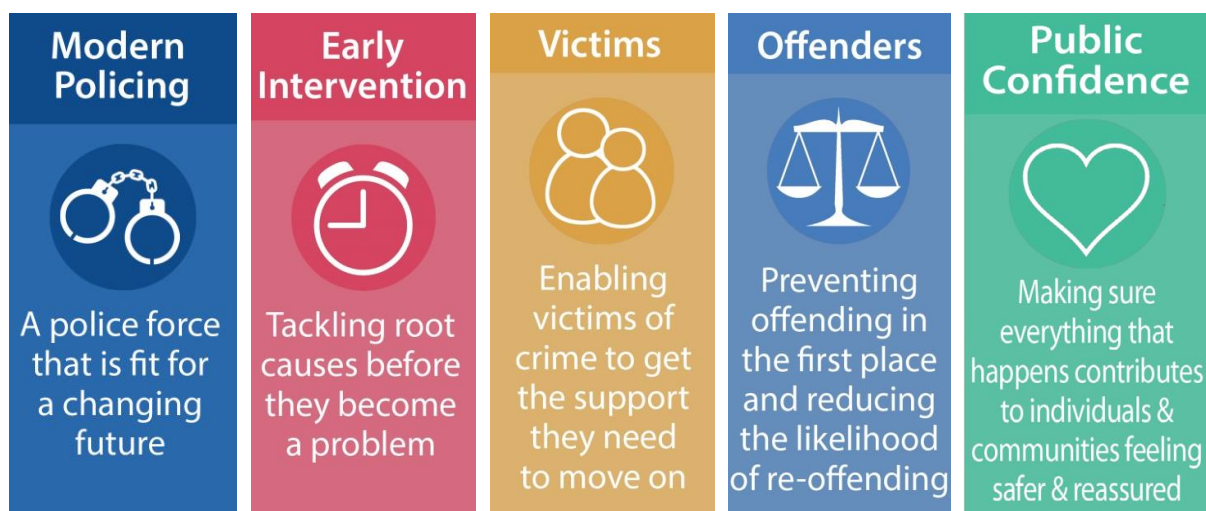 Modern
Policing
A police force
that is fit for
a changing
future
Early
Intervention
Tackling root
causes before
they become
a problem
Victims
Enabling
victims of
crime to get
the support
they need
to move on
Offenders
Preventing
offending in
the first place
and reducing
the likelihood
of re-offending
Public
Confidence
Making sure
everything that
happens contributes
to individuals &
communities feeling
safer & reassured